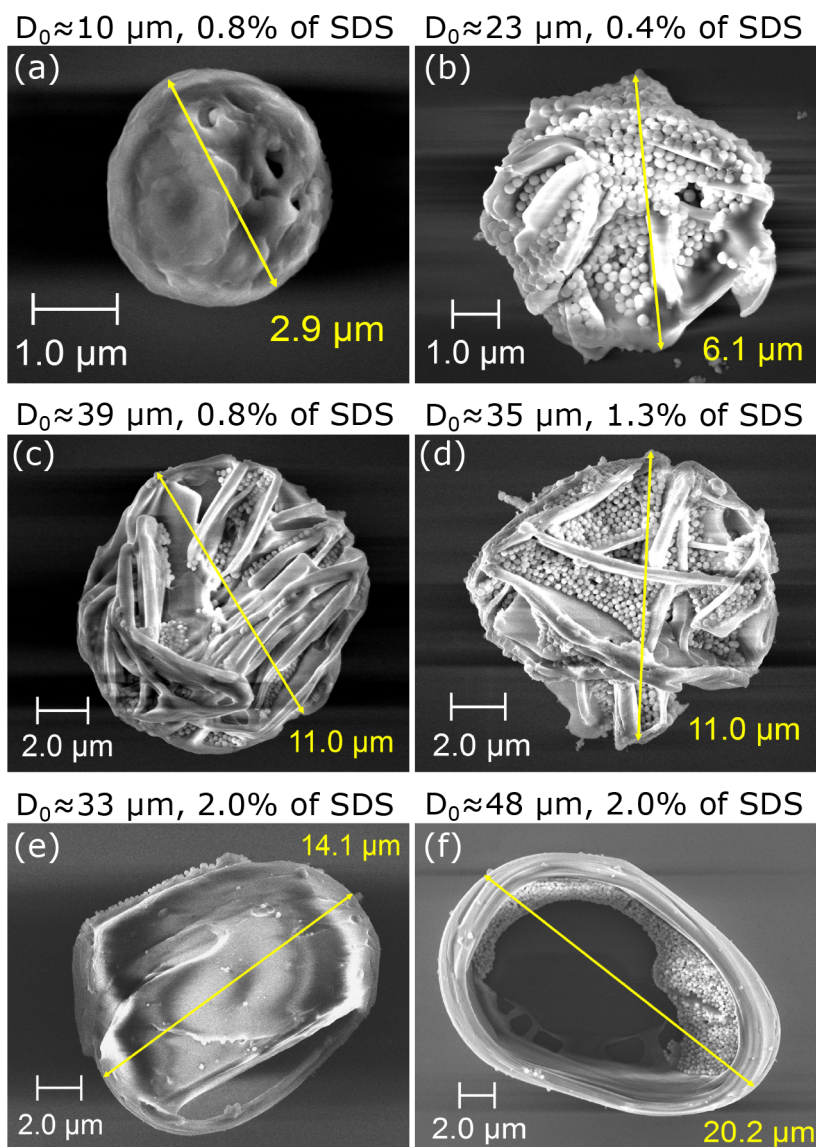 D₀≈10 µm, 0.8% of SDS
(a)
1.0 µm
2.9 µm
D₀≈23 µm, 0.4% of SDS
(b)
1.0 µm
6.1 µm
D₀≈39 µm, 0.8% of SDS
(c)
2.0 µm
11.0 µm
D₀≈35 µm, 1.3% of SDS
(d)
2.0 µm
11.0 µm
D₀≈33 µm, 2.0% of SDS
(e)
14.1 µm
2.0 µm
D₀≈48 µm, 2.0% of SDS
(f)
2.0 µm
20.2 µm